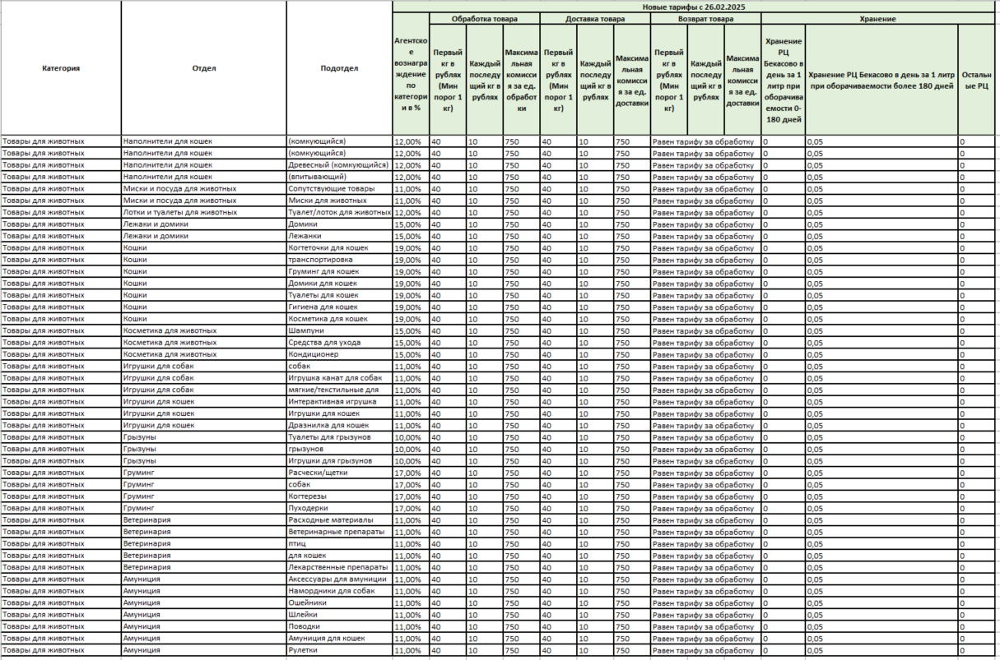 Новые тарифы с 26.02.2025
Обработка товара Доставка товара Возврат товара Хранение
Категория Отдел Подотдел Агентское вознаграждение по категории в % Первый кг в рублях (Мин порог 1 кг) Каждый последующий кг в рублях Максимальная комиссия за ед. обработки Первый кг в рублях (Мин порог 1 кг) Каждый последующий кг в рублях Максимальная комиссия за ед. доставки Первый кг в рублях (Мин порог 1 кг) Каждый последующий кг в рублях Максимальная комиссия за ед. доставки Хранение РЦ Бекасово в день за 1 литр при оборачиваемости 0-180 дней Хранение РЦ Бекасово в день за 1 литр при оборачиваемости более 180 дней Остальные РЦ
Товары для животных Наполнители для кошек (комкующийся) 12,00% 40 10 750 40 10 750 Равен тарифу за обработку 0 0,05 0
Товары для животных Наполнители для кошек (комкующийся) 12,00% 40 10 750 40 10 750 Равен тарифу за обработку 0 0,05 0
Товары для животных Наполнители для кошек Древесный (комкующийся) 12,00% 40 10 750 40 10 750 Равен тарифу за обработку 0 0,05 0
Товары для животных Наполнители для кошек (впитывающий) 12,00% 40 10 750 40 10 750 Равен тарифу за обработку 0 0,05 0
Товары для животных Миски и посуда для животных Сопутствующие товары 11,00% 40 10 750 40 10 750 Равен тарифу за обработку 0 0,05 0
Товары для животных Миски и посуда для животных Миски для животных 11,00% 40 10 750 40 10 750 Равен тарифу за обработку 0 0,05 0
Товары для животных Лотки и туалеты для животных Туалет/лоток для животных 12,00% 40 10 750 40 10 750 Равен тарифу за обработку 0 0,05 0
Товары для животных Лежаки и домики Домики 15,00% 40 10 750 40 10 750 Равен тарифу за обработку 0 0,05 0
Товары для животных Лежаки и домики Лежанки 15,00% 40 10 750 40 10 750 Равен тарифу за обработку 0 0,05 0
Товары для животных Кошки Когтеточки для кошек 19,00% 40 10 750 40 10 750 Равен тарифу за обработку 0 0,05 0
Товары для животных Кошки транспортировка 19,00% 40 10 750 40 10 750 Равен тарифу за обработку 0 0,05 0
Товары для животных Кошки Груминг для кошек 19,00% 40 10 750 40 10 750 Равен тарифу за обработку 0 0,05 0
Товары для животных Кошки Домики для кошек 19,00% 40 10 750 40 10 750 Равен тарифу за обработку 0 0,05 0
Товары для животных Кошки Туалеты для кошек 19,00% 40 10 750 40 10 750 Равен тарифу за обработку 0 0,05 0
Товары для животных Кошки Гигиена для кошек 19,00% 40 10 750 40 10 750 Равен тарифу за обработку 0 0,05 0
Товары для животных Кошки Косметика для кошек 19,00% 40 10 750 40 10 750 Равен тарифу за обработку 0 0,05 0
Товары для животных Косметика для животных Шампуни 15,00% 40 10 750 40 10 750 Равен тарифу за обработку 0 0,05 0
Товары для животных Косметика для животных Средства для ухода 15,00% 40 10 750 40 10 750 Равен тарифу за обработку 0 0,05 0
Товары для животных Косметика для животных Кондиционер 15,00% 40 10 750 40 10 750 Равен тарифу за обработку 0 0,05 0
Товары для животных Игрушки для собак собак 11,00% 40 10 750 40 10 750 Равен тарифу за обработку 0 0,05 0
Товары для животных Игрушки для собак Игрушка канат для собак 11,00% 40 10 750 40 10 750 Равен тарифу за обработку 0 0,05 0
Товары для животных Игрушки для собак мягкие/текстильные для 11,00% 40 10 750 40 10 750 Равен тарифу за обработку 0 0,05 0
Товары для животных Игрушки для кошек Интерактивная игрушка 11,00% 40 10 750 40 10 750 Равен тарифу за обработку 0 0,05 0
Товары для животных Игрушки для кошек Игрушки для кошек 11,00% 40 10 750 40 10 750 Равен тарифу за обработку 0 0,05 0
Товары для животных Игрушки для кошек Дразнилка для кошек 11,00% 40 10 750 40 10 750 Равен тарифу за обработку 0 0,05 0
Товары для животных Грызуны Туалеты для грызунов 10,00% 40 10 750 40 10 750 Равен тарифу за обработку 0 0,05 0
Товары для животных Грызуны грызунов 10,00% 40 10 750 40 10 750 Равен тарифу за обработку 0 0,05 0
Товары для животных Грызуны Игрушки для грызунов 10,00% 40 10 750 40 10 750 Равен тарифу за обработку 0 0,05 0
Товары для животных Груминг Расчески/щетки 17,00% 40 10 750 40 10 750 Равен тарифу за обработку 0 0,05 0
Товары для животных Груминг собак 17,00% 40 10 750 40 10 750 Равен тарифу за обработку 0 0,05 0
Товары для животных Груминг Когтерезы 17,00% 40 10 750 40 10 750 Равен тарифу за обработку 0 0,05 0
Товары для животных Груминг Пуходерки 17,00% 40 10 750 40 10 750 Равен тарифу за обработку 0 0,05 0
Товары для животных Ветеринария Расходные материалы 11,00% 40 10 750 40 10 750 Равен тарифу за обработку 0 0,05 0
Товары для животных Ветеринария Ветеринарные препараты 11,00% 40 10 750 40 10 750 Равен тарифу за обработку 0 0,05 0
Товары для животных Ветеринария птиц 11,00% 40 10 750 40 10 750 Равен тарифу за обработку 0 0,05 0
Товары для животных Ветеринария для кошек 11,00% 40 10 750 40 10 750 Равен тарифу за обработку 0 0,05 0
Товары для животных Ветеринария Лекарственные препараты 11,00% 40 10 750 40 10 750 Равен тарифу за обработку 0 0,05 0
Товары для животных Амуниция Аксессуары для амуниции 11,00% 40 10 750 40 10 750 Равен тарифу за обработку 0 0,05 0
Товары для животных Амуниция Намордники для собак 11,00% 40 10 750 40 10 750 Равен тарифу за обработку 0 0,05 0
Товары для животных Амуниция Ошейники 11,00% 40 10 750 40 10 750 Равен тарифу за обработку 0 0,05 0
Товары для животных Амуниция Шлейки 11,00% 40 10 750 40 10 750 Равен тарифу за обработку 0 0,05 0
Товары для животных Амуниция Поводки 11,00% 40 10 750 40 10 750 Равен тарифу за обработку 0 0,05 0
Товары для животных Амуниция Амуниция для кошек 11,00% 40 10 750 40 10 750 Равен тарифу за обработку 0 0,05 0
Товары для животных Амуниция Рулетки 11,00% 40 10 750 40 10 750 Равен тарифу за обработку 0 0,05 0